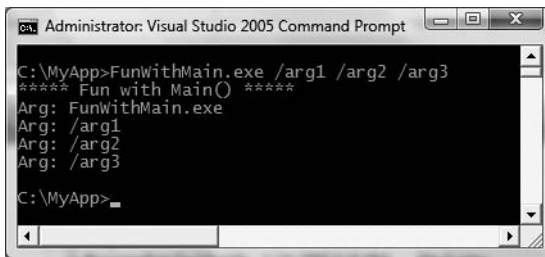 Administrator: Visual Studio 2005 Command Prompt
C:\MyApp>FunWithMain.exe /arg1 /arg2 /arg3
***** Fun with Main() *****
Arg: FunWithMain.exe
Arg: /arg1
Arg: /arg2
Arg: /arg3
C:\MyApp>_